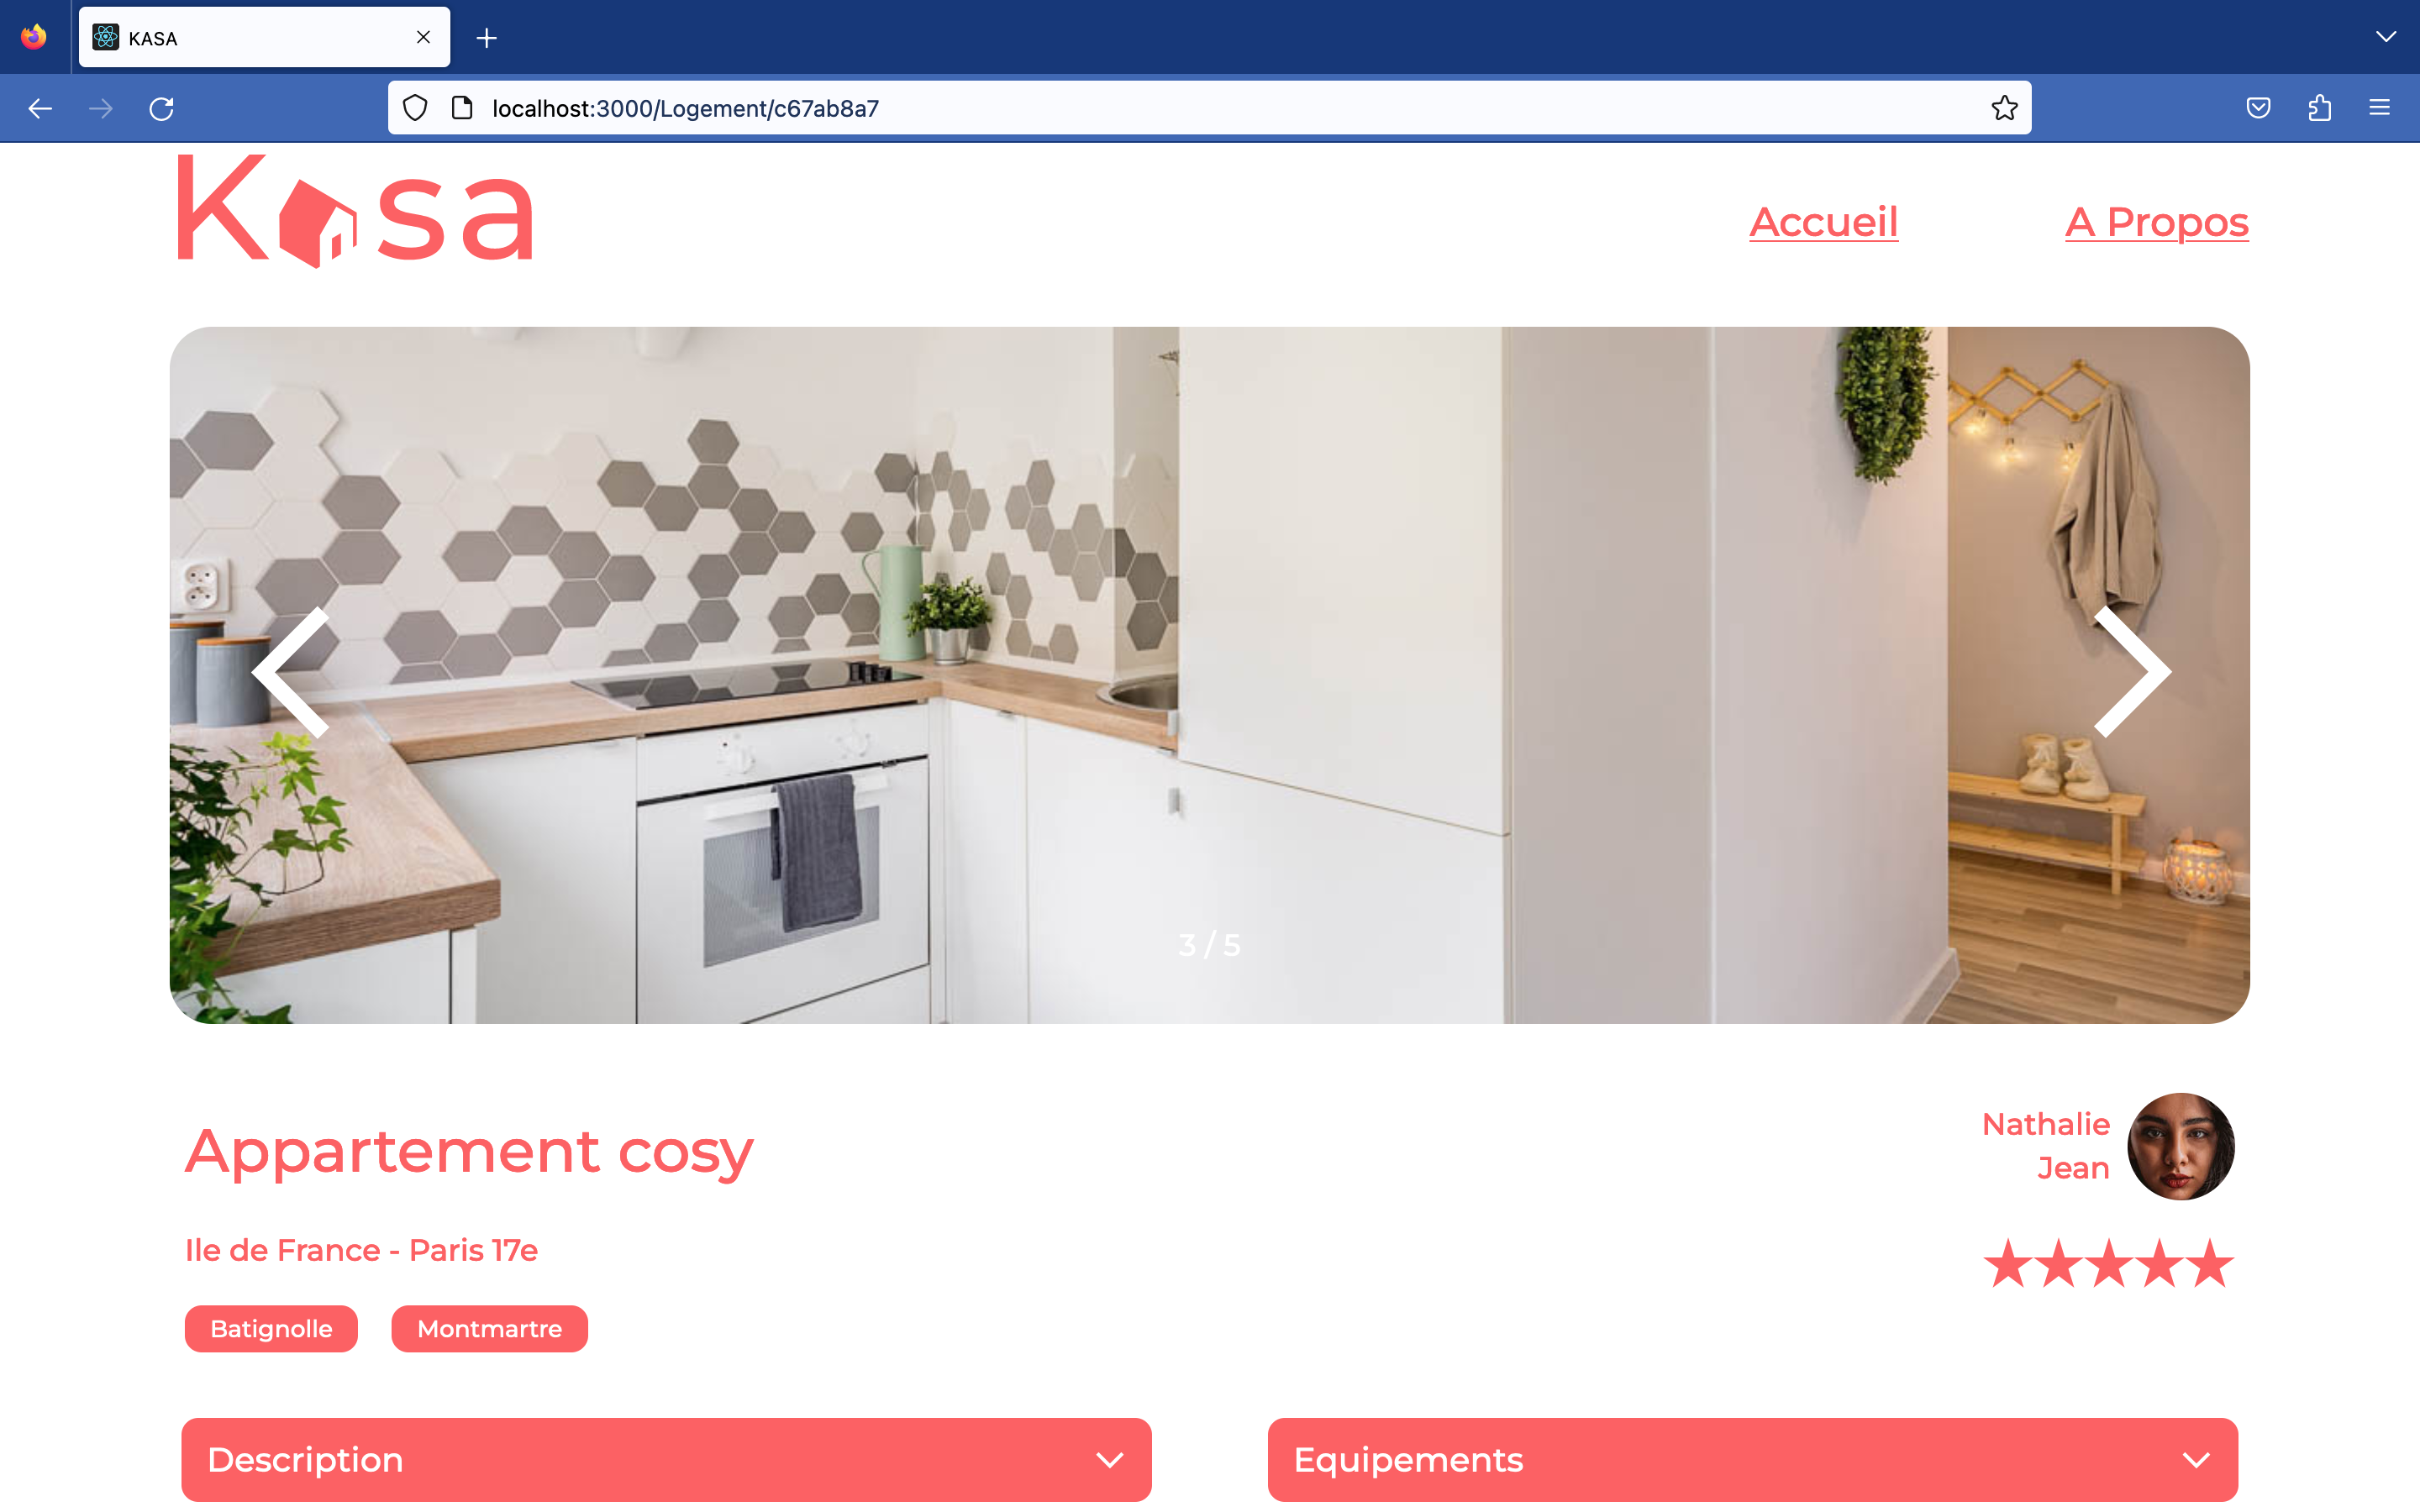 KASA
localhost:3000/Logement/c67ab8a7
Kasa
Accueil
A Propos
3 / 5
Appartement cosy
Nathalie
Jean
Ile de France - Paris 17e
Batignolle
Montmartre
Description
Equipements